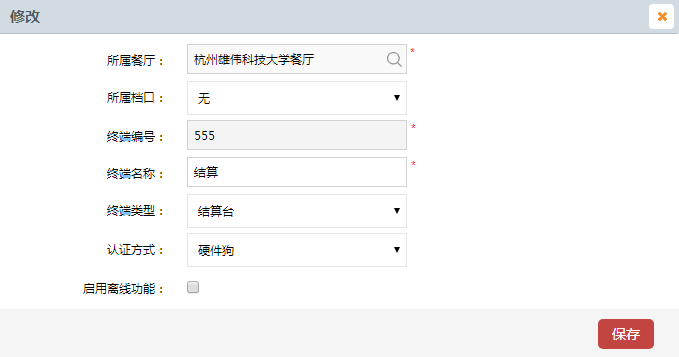 修改
所属餐厅： 杭州雄伟科技大学餐厅 *
所属档口： 无
终端编号： 555 *
终端名称： 结算 *
终端类型： 结算台
认证方式： 硬件狗
启用离线功能：
保存